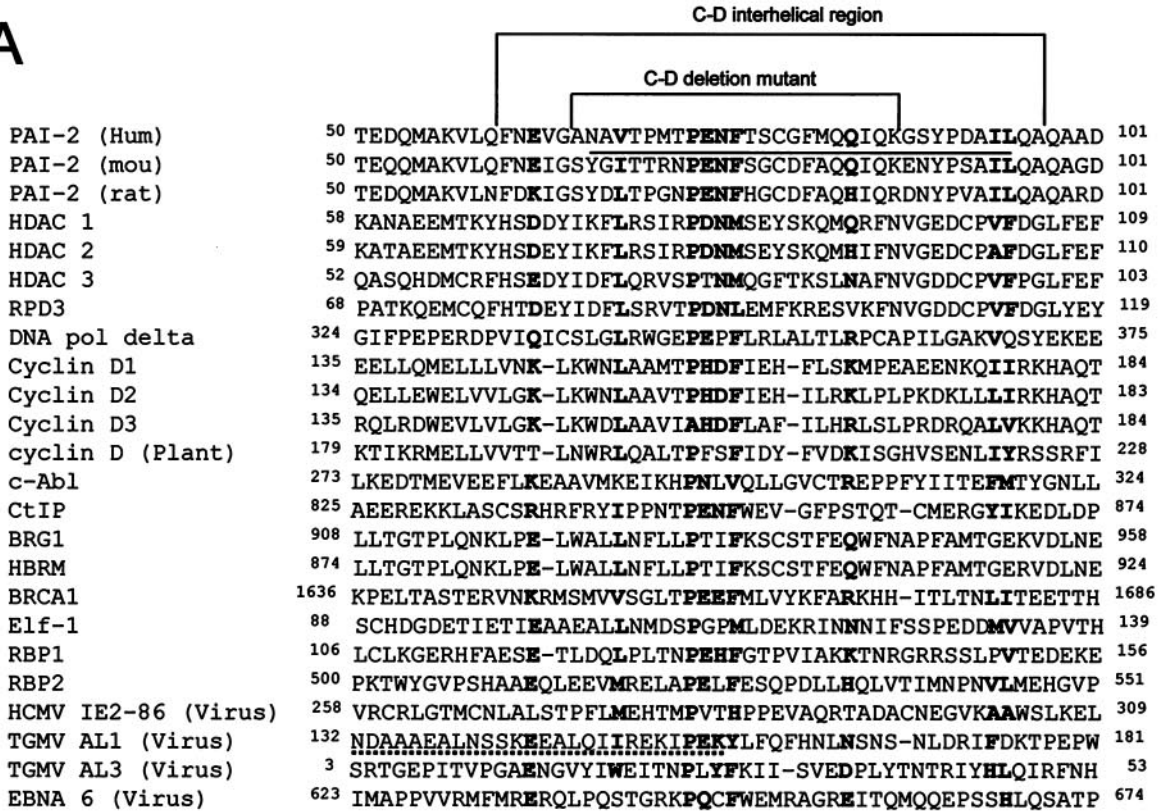 A
C-D interhelical region
C-D deletion mutant
PAI-2 (Hum) 50 TEDQMAKVLQFNEVGANAVTPMTPENFTSCGFMQQIQKGSYPDAILQAQAAD 101
PAI-2 (mou) 50 TEQQMAKVLQFNEIGSYGITTRNPENFSGCDFAQQIQKENYPSAILQAQAGD 101
PAI-2 (rat) 50 TEDQMAKVLNFDKIGSYDLTPGNPENFHGCDFAQHIQRDNYPVAILQAQARD 101
HDAC 1 58 KANAEEMTKYHSDDYIKFLRSIRPDNMSEYSKQMQRFNVGEDCPVFDGLFEF 109
HDAC 2 59 KATAEEMTKYHSDEYIKFLRSIRPDNMSEYSKQMHIFNVGEDCPAFDGLFEF 110
HDAC 3 52 QASQHDMCRFHSEDYIDFLQRVSPTNMQGFTKSLNAFNVGDDCPVFPGLFEF 103
RPD3 68 PATKQEMCQFHTDEYIDFLSRVTPDNLEMFKRESVKFNVGDDCPVFDGLYEY 119
DNA pol delta 324 GIFPEPERDPVIQICSLGLRWGEPEPFLRLALTLRPCAPILGAKVQSYEKEE 375
Cyclin D1 135 EELLQMELLLVNK-LKWNLAAMTPHDFIEH-FLSKMPEAEENKQIIRKHAQT 184
Cyclin D2 134 QELLEWELVVLGK-LKWNLAAVTPHDFIEH-ILRKLPLPKDKLLLIRKHAQT 183
Cyclin D3 135 RQLRDWEVLVLGK-LKWDLAAVIAHDFLAF-ILHRLSLPRDRQALVKKHAQT 184
cyclin D (Plant) 179 KTIKRMELLVVTT-LNWRLQALTPFSFIDY-FVDKISGHVSENLIYRSSRFI 228
c-Abl 273 LKEDTMEVEEFLKEAAVMKEIKHPNLVQLLGVCTREPPFYIITEFMTYGNLL 324
CtIP 825 AEEREKKLASCSRHRFRYIPPNTPENFWEV-GFPSTQT-CMERGYIKEDLDP 874
BRG1 908 LLTGTPLQNKLPE-LWALLNFLLPTIFKSCSTFEQWFNAPFAMTGEKVDLNE 958
HBRM 874 LLTGTPLQNKLPE-LWALLNFLLPTIFKSCSTFEQWFNAPFAMTGERVDLNE 924
BRCA1 1636 KPELTASTERVNKRMSMVVSGLTPEEFMLVYKFARKHH-ITLTNLITEETTH 1686
Elf-1 88 SCHDGDETIETIEAAEALLNMDSPGPMLDEKRINNNIFSSPEDDMVVAPVTH 139
RBP1 106 LCLKGERHFAESE-TLDQLPLTNPEHFGTPVIAKKTNRGRRSSLPVTEDEKE 156
RBP2 500 PKTWYGVPSHAAEQLEEVMRELAPELFESQPDLLHQLVTIMNPNVLMEHGVP 551
HCMV IE2-86 (Virus) 258 VRCRLGTMCNLALSTPFLMEHTMPVTHPPEVAQRTADACNEGVKAAWSLKEL 309
TGMV AL1 (Virus) 132 NDAAAEALNSSKEEALQIIREKIPEKYLFQFHNLNSNS-NLDRIFDKTPEPW 181
TGMV AL3 (Virus) 3 SRTGEPITVPGAENGVYIWEITNPLYFKII-SVEDPLYTNTRIYHLQIRFNH 53
EBNA 6 (Virus) 623 IMAPPVVRMFMRERQLPQSTGRKPQCFWEMRAGREITQMQQEPSSHLQSATP 674